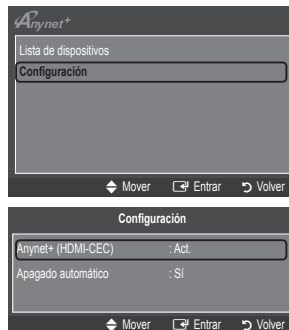 Anynet+
Lista de dispositivos
Configuración
Mover Entrar Volver
Configuración
Anynet+ (HDMI-CEC) : Act.
Apagado automático : Sí
Mover Entrar Volver